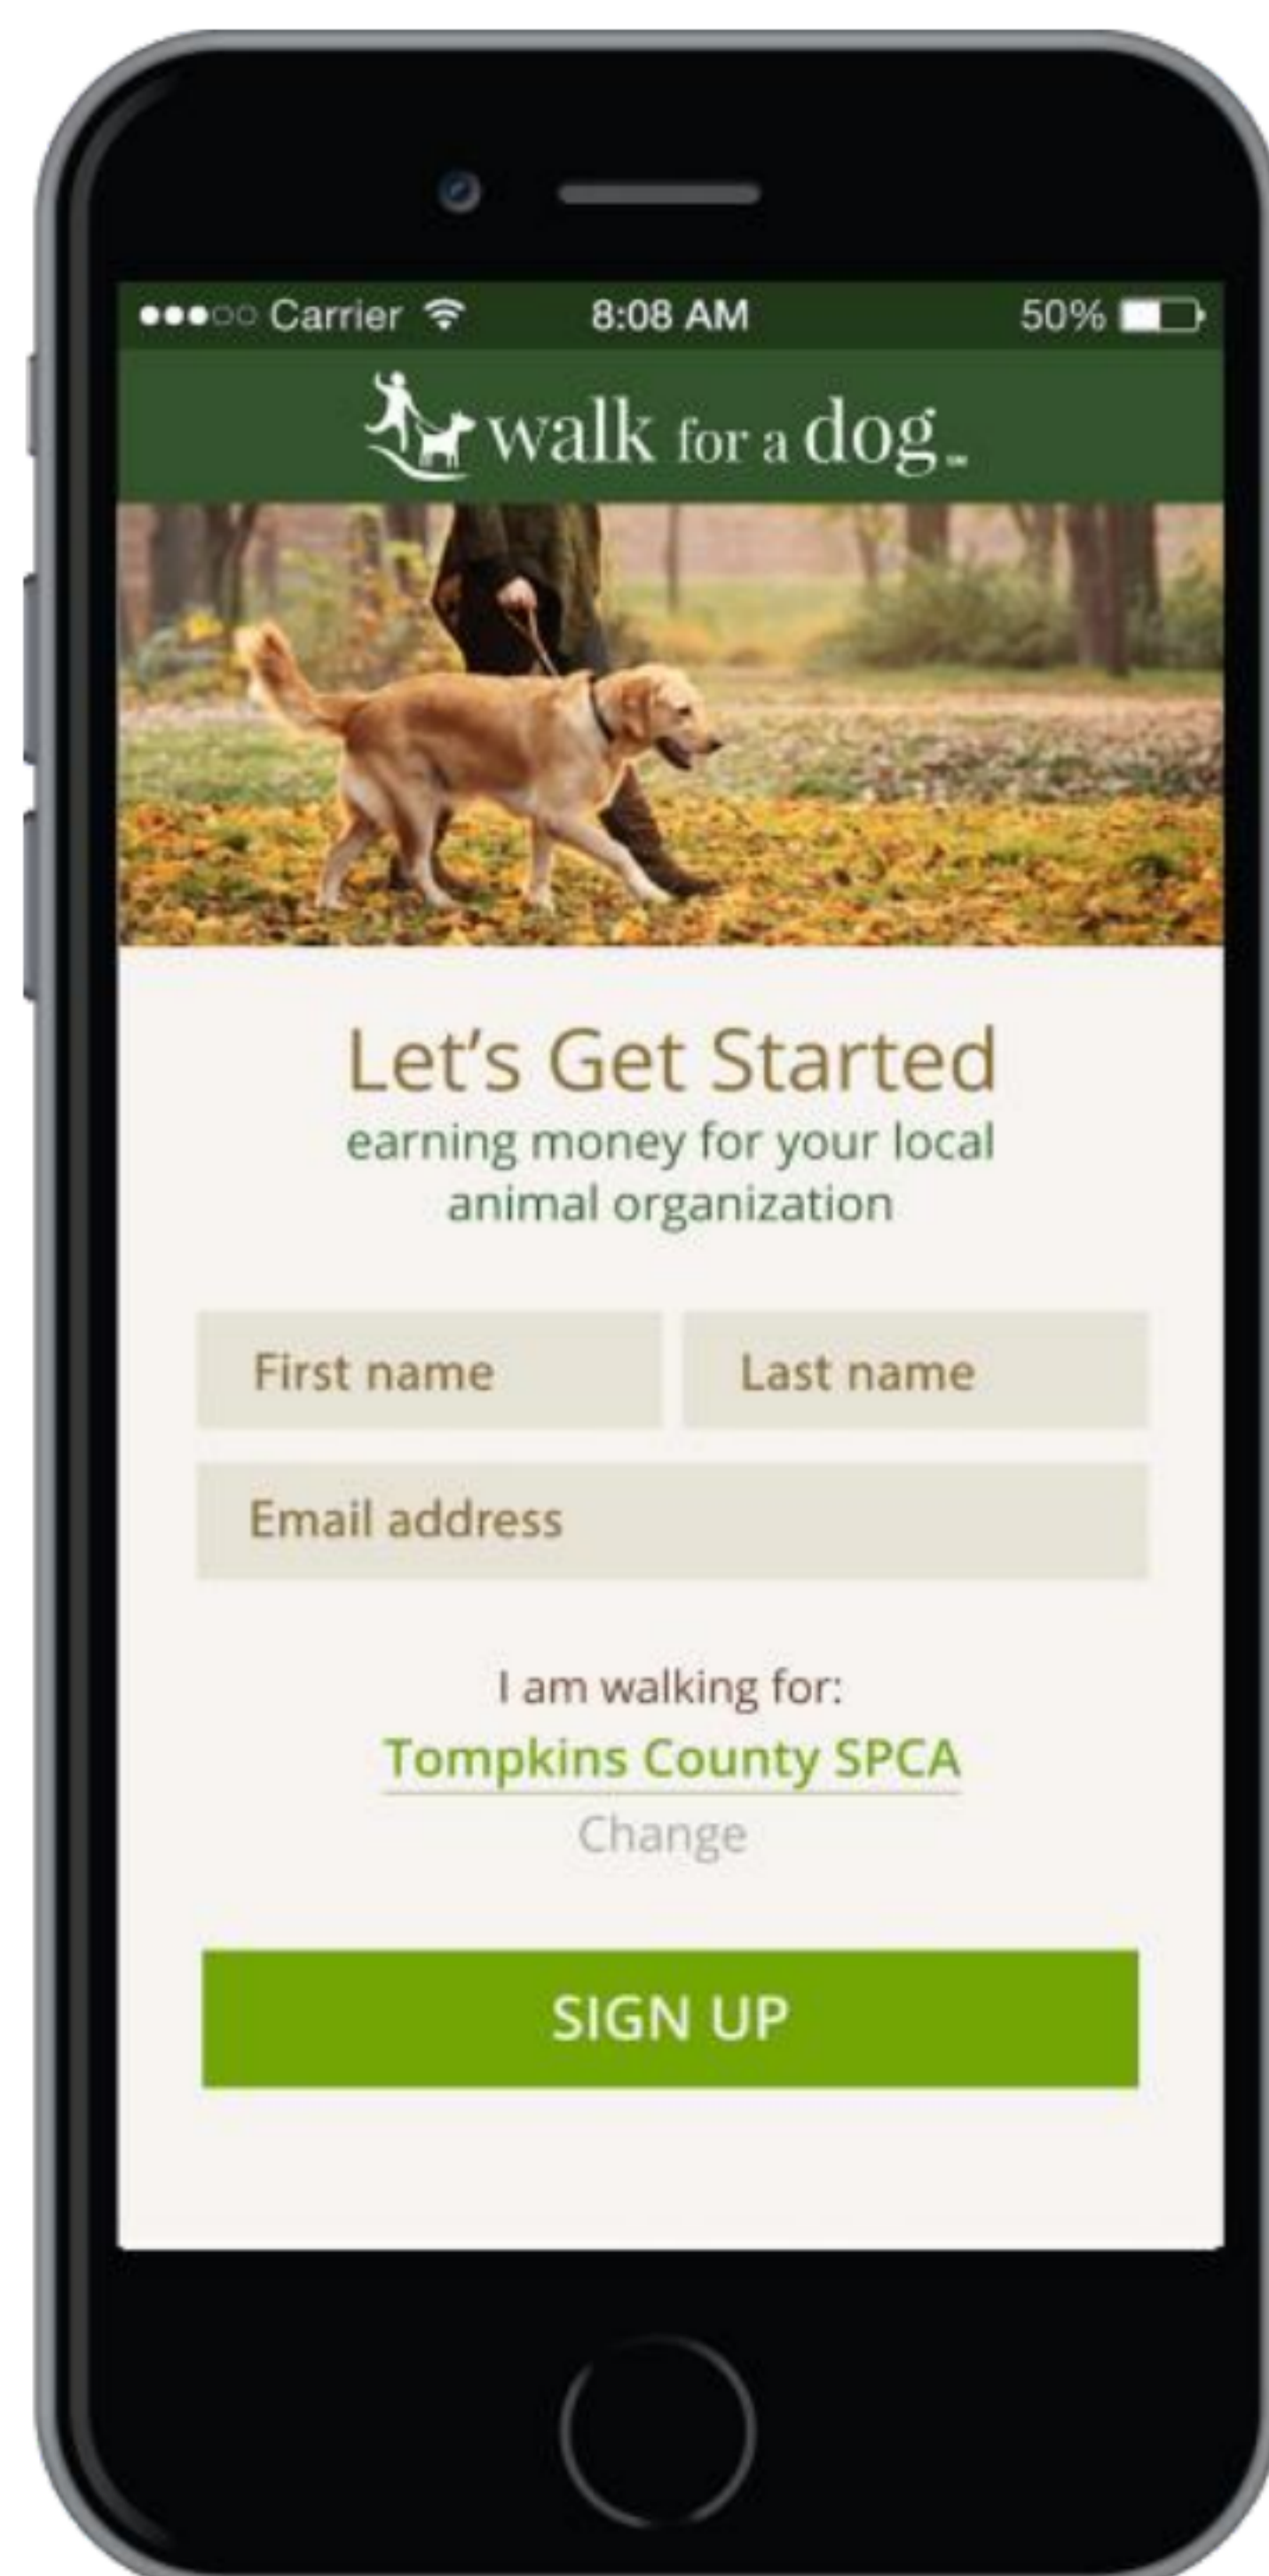 Carrier 8:08 AM 50%
walk for a dog℠
Let's Get Started
earning money for your local
animal organization
First name Last name
Email address
I am walking for:
Tompkins County SPCA
Change
SIGN UP